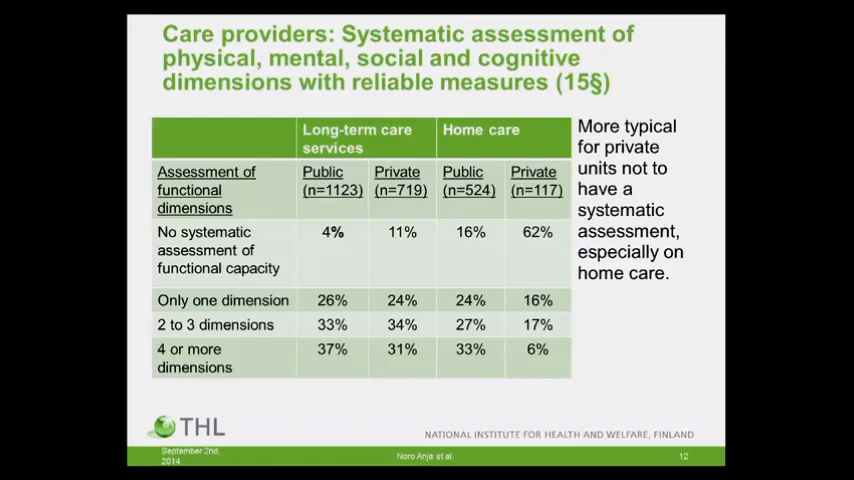 Care providers: Systematic assessment of
physical, mental, social and cognitive
dimensions with reliable measures (15§)
Long-term care services
Home care
Assessment of functional dimensions
Public (n=1123)
Private (n=719)
Public (n=524)
Private (n=117)
No systematic assessment of functional capacity
4%
11%
16%
62%
Only one dimension
26%
24%
24%
16%
2 to 3 dimensions
33%
34%
27%
17%
4 or more dimensions
37%
31%
33%
6%
More typical
for private
units not to
have a
systematic
assessment,
especially on
home care.
THL
NATIONAL INSTITUTE FOR HEALTH AND WELFARE, FINLAND
September 2nd,
2014
Noro Anja et al.
12